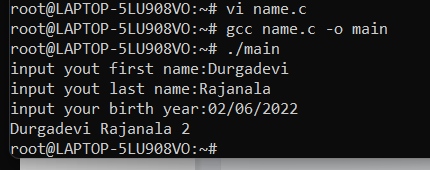 root@LAPTOP-5LU908VO:~# vi name.c
root@LAPTOP-5LU908VO:~# gcc name.c -o main
root@LAPTOP-5LU908VO:~# ./main
input yout first name:Durgadevi
input yout last name:Rajanala
input your birth year:02/06/2022
Durgadevi Rajanala 2
root@LAPTOP-5LU908VO:~#